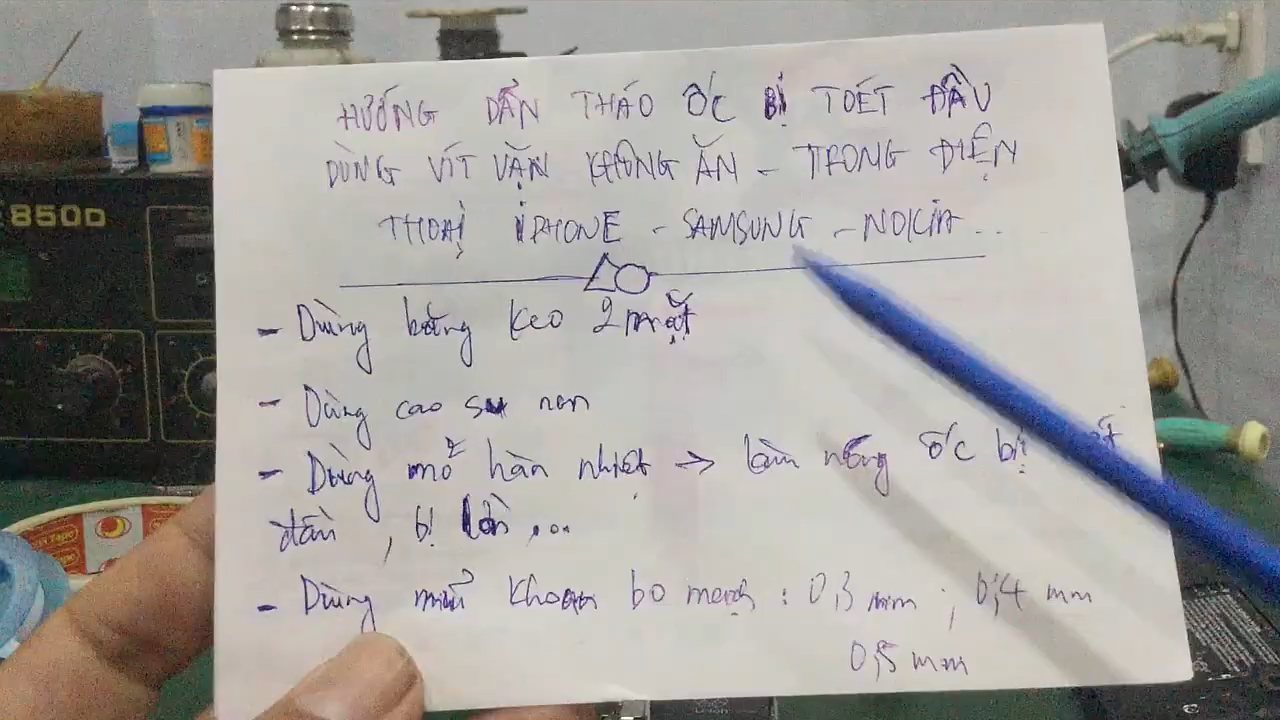 850D
HƯỚNG DẪN THÁO ỐC BỊ TOÉT ĐẦU
DÙNG VÍT VẶN KHÔNG ĂN - TRONG ĐIỆN
THOẠI IPHONE - SAMSUNG - NOKIA ..
- Dùng băng keo 2 mặt
- Dùng cao su non
- Dùng mỏ hàn nhiệt → làm nóng ốc bị
đầu, bị lờn ,...
- Dùng mũi khoan bo mạch : 0,3 mm ; 0,4 mm
0,5 mm